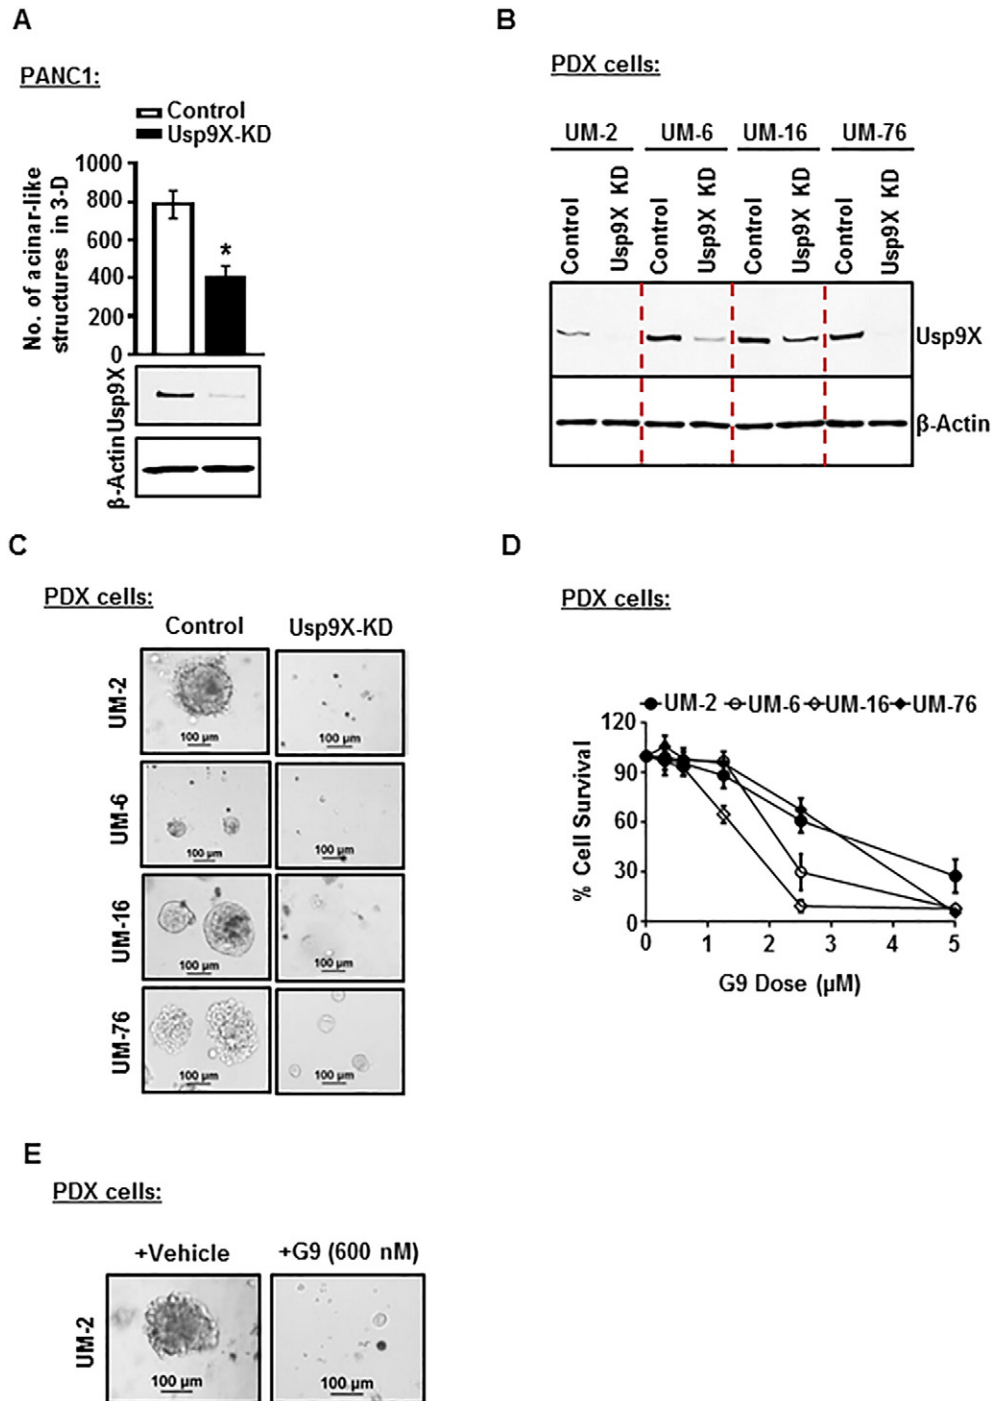 A
PANC1:
Control
Usp9X-KD
No. of acinar-like
structures in 3-D
1000
800
600
400
200
0
*
Usp9X
β-Actin
B
PDX cells:
UM-2 UM-6 UM-16 UM-76
Control Usp9X KD Control Usp9X KD Control Usp9X KD Control Usp9X KD
Usp9X
β-Actin
C
PDX cells:
Control Usp9X-KD
UM-2
100 µm 100 µm
UM-6
100 µm 100 µm
UM-16
100 µm 100 µm
UM-76
100 µm 100 µm
D
PDX cells:
UM-2 UM-6 UM-16 UM-76
% Cell Survival
120
90
60
30
0
0 1 2 3 4 5
G9 Dose (µM)
E
PDX cells:
+Vehicle +G9 (600 nM)
UM-2
100 µm 100 µm